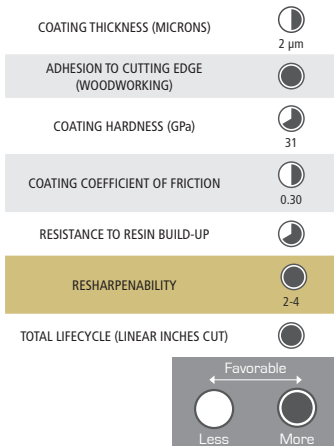 COATING THICKNESS (MICRONS)
2 µm
ADHESION TO CUTTING EDGE
(WOODWORKING)
COATING HARDNESS (GPa)
31
COATING COEFFICIENT OF FRICTION
0.30
RESISTANCE TO RESIN BUILD-UP
RESHARPENABILITY
2-4
TOTAL LIFECYCLE (LINEAR INCHES CUT)
Favorable
Less More